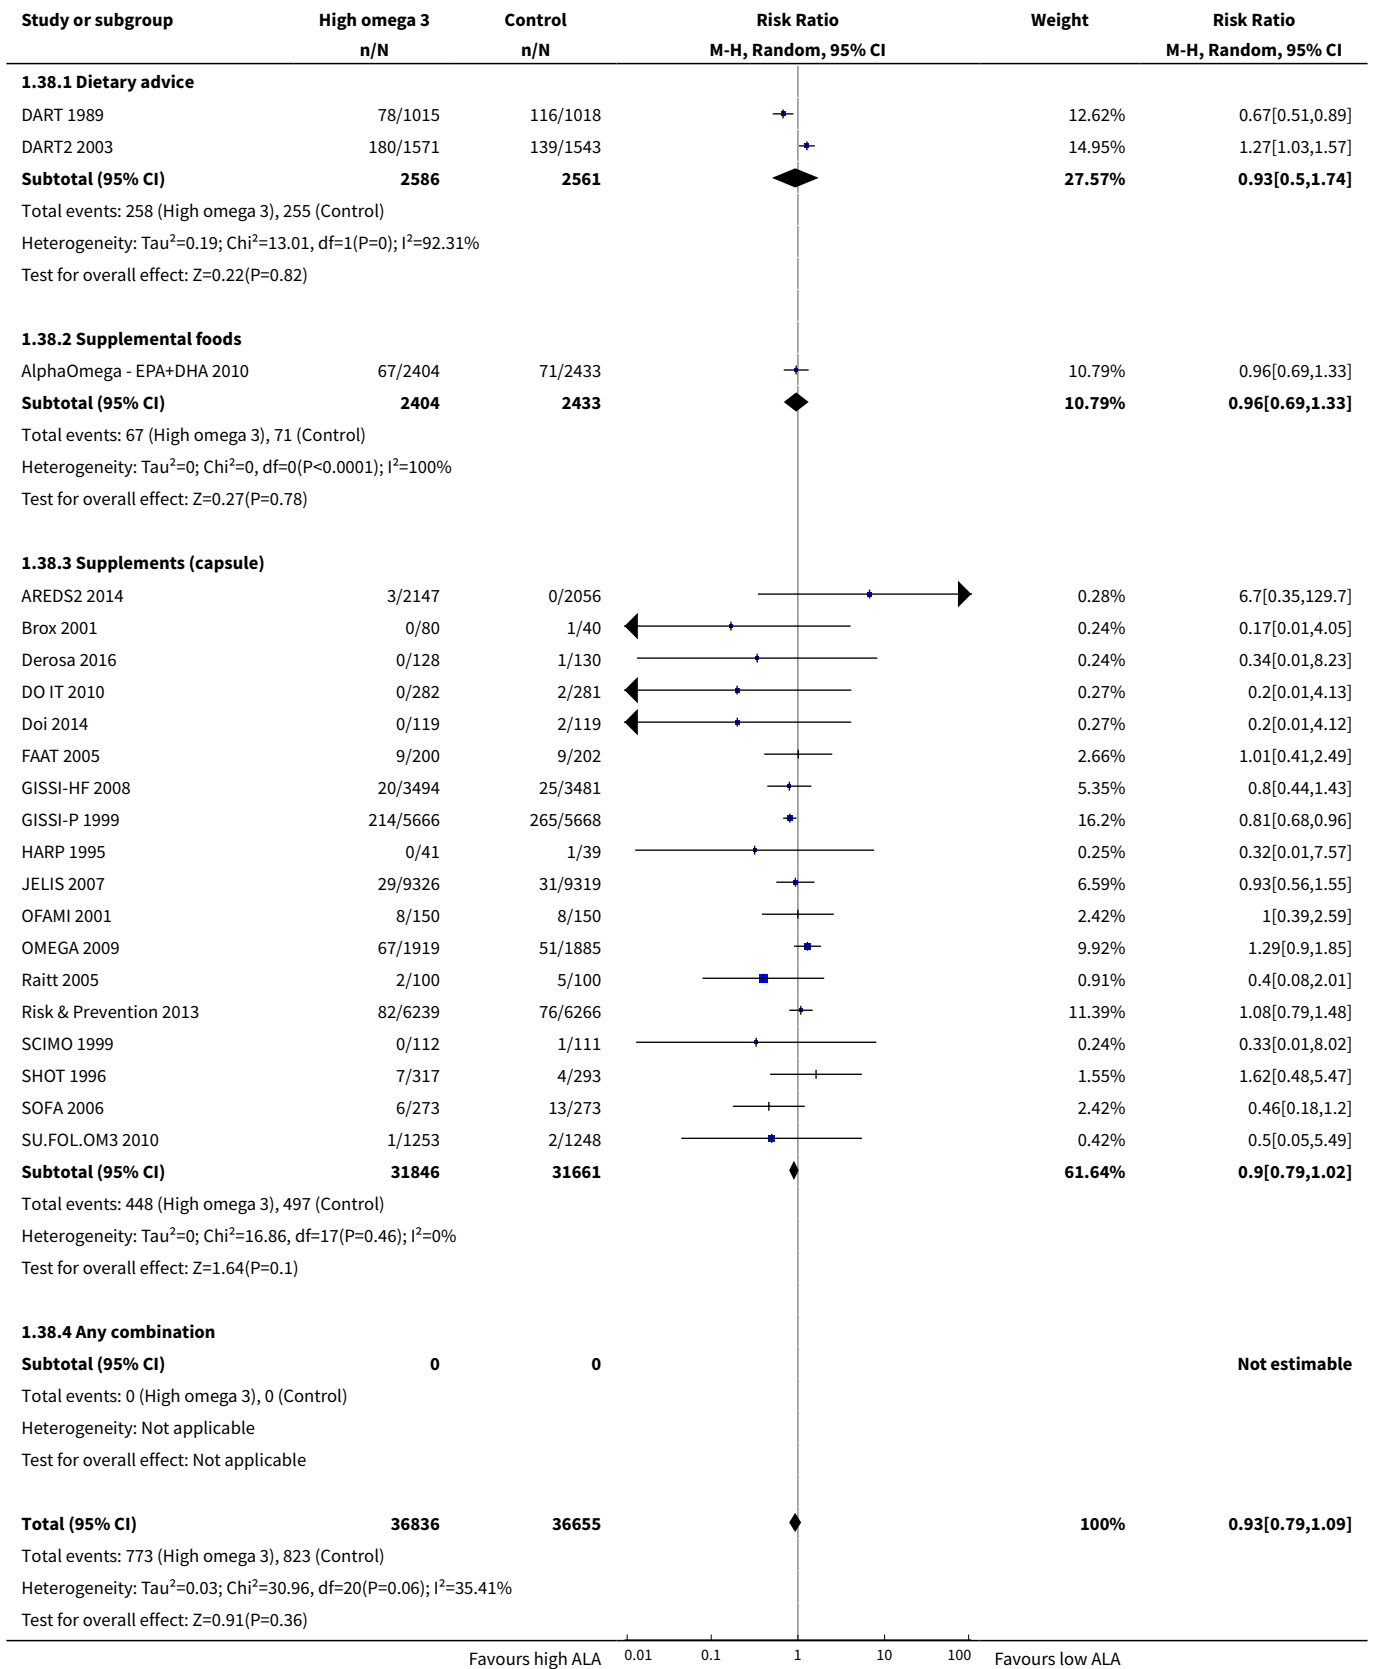 Study or subgroup High omega 3 Control Risk Ratio Weight Risk Ratio
n/N n/N M-H, Random, 95% CI M-H, Random, 95% CI
1.38.1 Dietary advice
DART 1989 78/1015 116/1018 12.62% 0.67[0.51,0.89]
DART2 2003 180/1571 139/1543 14.95% 1.27[1.03,1.57]
Subtotal (95% CI) 2586 2561 27.57% 0.93[0.5,1.74]
Total events: 258 (High omega 3), 255 (Control)
Heterogeneity: Tau²=0.19; Chi²=13.01, df=1(P=0); I²=92.31%
Test for overall effect: Z=0.22(P=0.82)
1.38.2 Supplemental foods
AlphaOmega - EPA+DHA 2010 67/2404 71/2433 10.79% 0.96[0.69,1.33]
Subtotal (95% CI) 2404 2433 10.79% 0.96[0.69,1.33]
Total events: 67 (High omega 3), 71 (Control)
Heterogeneity: Tau²=0; Chi²=0, df=0(P<0.0001); I²=100%
Test for overall effect: Z=0.27(P=0.78)
1.38.3 Supplements (capsule)
AREDS2 2014 3/2147 0/2056 0.28% 6.7[0.35,129.7]
Brox 2001 0/80 1/40 0.24% 0.17[0.01,4.05]
Derosa 2016 0/128 1/130 0.24% 0.34[0.01,8.23]
DO IT 2010 0/282 2/281 0.27% 0.2[0.01,4.13]
Doi 2014 0/119 2/119 0.27% 0.2[0.01,4.12]
FAAT 2005 9/200 9/202 2.66% 1.01[0.41,2.49]
GISSI-HF 2008 20/3494 25/3481 5.35% 0.8[0.44,1.43]
GISSI-P 1999 214/5666 265/5668 16.2% 0.81[0.68,0.96]
HARP 1995 0/41 1/39 0.25% 0.32[0.01,7.57]
JELIS 2007 29/9326 31/9319 6.59% 0.93[0.56,1.55]
OFAMI 2001 8/150 8/150 2.42% 1[0.39,2.59]
OMEGA 2009 67/1919 51/1885 9.92% 1.29[0.9,1.85]
Raitt 2005 2/100 5/100 0.91% 0.4[0.08,2.01]
Risk & Prevention 2013 82/6239 76/6266 11.39% 1.08[0.79,1.48]
SCIMO 1999 0/112 1/111 0.24% 0.33[0.01,8.02]
SHOT 1996 7/317 4/293 1.55% 1.62[0.48,5.47]
SOFA 2006 6/273 13/273 2.42% 0.46[0.18,1.2]
SU.FOL.OM3 2010 1/1253 2/1248 0.42% 0.5[0.05,5.49]
Subtotal (95% CI) 31846 31661 61.64% 0.9[0.79,1.02]
Total events: 448 (High omega 3), 497 (Control)
Heterogeneity: Tau²=0; Chi²=16.86, df=17(P=0.46); I²=0%
Test for overall effect: Z=1.64(P=0.1)
1.38.4 Any combination
Subtotal (95% CI) 0 0 Not estimable
Total events: 0 (High omega 3), 0 (Control)
Heterogeneity: Not applicable
Test for overall effect: Not applicable
Total (95% CI) 36836 36655 100% 0.93[0.79,1.09]
Total events: 773 (High omega 3), 823 (Control)
Heterogeneity: Tau²=0.03; Chi²=30.96, df=20(P=0.06); I²=35.41%
Test for overall effect: Z=0.91(P=0.36)
Favours high ALA 0.01 0.1 1 10 100 Favours low ALA